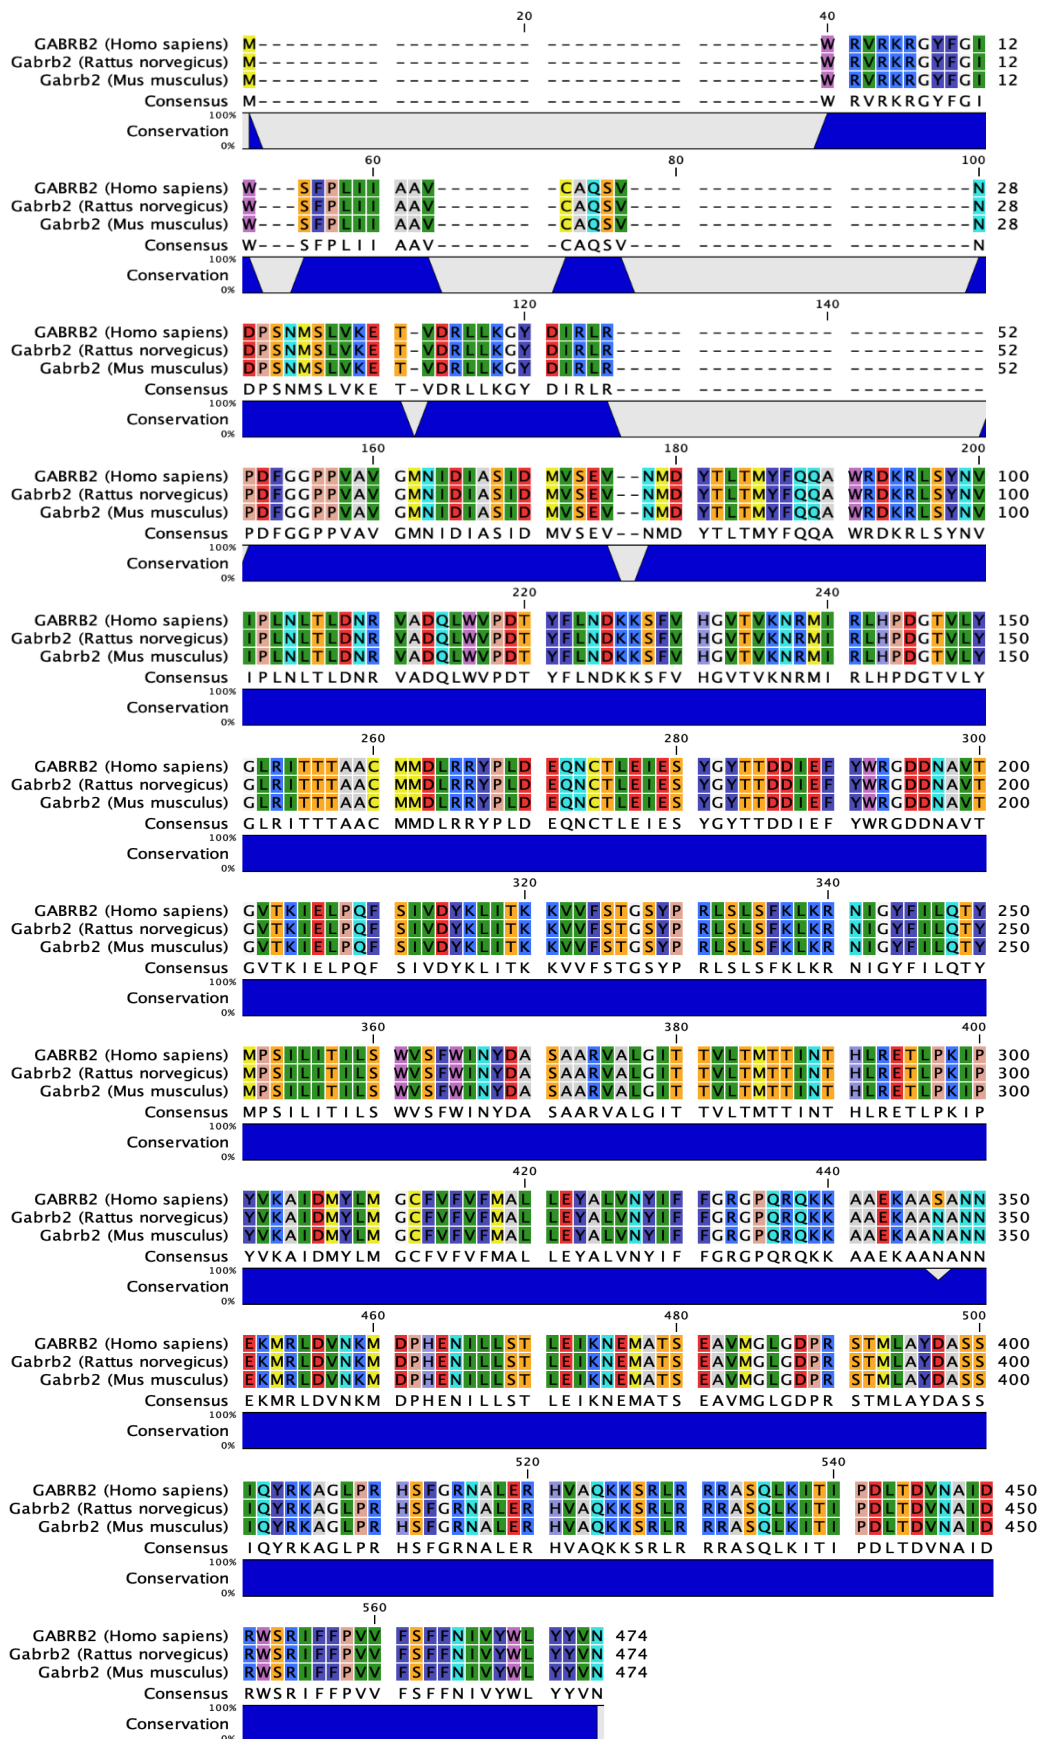 20 40
GABRB2 (Homo sapiens) M--------- ---------- ---------- ---------W RVRKRGYFGI 12
Gabrb2 (Rattus norvegicus) M--------- ---------- ---------- ---------W RVRKRGYFGI 12
Gabrb2 (Mus musculus) M--------- ---------- ---------- ---------W RVRKRGYFGI 12
Consensus M--------- ---------- ---------- ---------W RVRKRGYFGI
100%
Conservation
0%
60 80 100
GABRB2 (Homo sapiens) W---SFPLII AAV------- -CAQSV---- ---------- ---------N 28
Gabrb2 (Rattus norvegicus) W---SFPLII AAV------- -CAQSV---- ---------- ---------N 28
Gabrb2 (Mus musculus) W---SFPLII AAV------- -CAQSV---- ---------- ---------N 28
Consensus W---SFPLII AAV------- -CAQSV---- ---------- ---------N
100%
Conservation
0%
120 140
GABRB2 (Homo sapiens) DPSNMSLVKE T-VDRLLKGY DIRLR----- ---------- ---------- 52
Gabrb2 (Rattus norvegicus) DPSNMSLVKE T-VDRLLKGY DIRLR----- ---------- ---------- 52
Gabrb2 (Mus musculus) DPSNMSLVKE T-VDRLLKGY DIRLR----- ---------- ---------- 52
Consensus DPSNMSLVKE T-VDRLLKGY DIRLR----- ---------- ----------
100%
Conservation
0%
160 180 200
GABRB2 (Homo sapiens) PDFGGPPVAV GMNIDIASID MVSEV--NMD YTLTMYFQQA WRDKRLSYNV 100
Gabrb2 (Rattus norvegicus) PDFGGPPVAV GMNIDIASID MVSEV--NMD YTLTMYFQQA WRDKRLSYNV 100
Gabrb2 (Mus musculus) PDFGGPPVAV GMNIDIASID MVSEV--NMD YTLTMYFQQA WRDKRLSYNV 100
Consensus PDFGGPPVAV GMNIDIASID MVSEV--NMD YTLTMYFQQA WRDKRLSYNV
100%
Conservation
0%
220 240
GABRB2 (Homo sapiens) IPLNLTLDNR VADQLWVPDT YFLNDKKSFV HGVTVKNRMI RLHPDGTVLY 150
Gabrb2 (Rattus norvegicus) IPLNLTLDNR VADQLWVPDT YFLNDKKSFV HGVTVKNRMI RLHPDGTVLY 150
Gabrb2 (Mus musculus) IPLNLTLDNR VADQLWVPDT YFLNDKKSFV HGVTVKNRMI RLHPDGTVLY 150
Consensus IPLNLTLDNR VADQLWVPDT YFLNDKKSFV HGVTVKNRMI RLHPDGTVLY
100%
Conservation
0%
260 280 300
GABRB2 (Homo sapiens) GLRITTTAAC MMDLRRYPLD EQNCTLEIES YGYTTDDIEF YWRGDDNAVT 200
Gabrb2 (Rattus norvegicus) GLRITTTAAC MMDLRRYPLD EQNCTLEIES YGYTTDDIEF YWRGDDNAVT 200
Gabrb2 (Mus musculus) GLRITTTAAC MMDLRRYPLD EQNCTLEIES YGYTTDDIEF YWRGDDNAVT 200
Consensus GLRITTTAAC MMDLRRYPLD EQNCTLEIES YGYTTDDIEF YWRGDDNAVT
100%
Conservation
0%
320 340
GABRB2 (Homo sapiens) GVTKIELPQF SIVDYKLITK KVVFSTGSYP RLSLSFKLKR NIGYFILQTY 250
Gabrb2 (Rattus norvegicus) GVTKIELPQF SIVDYKLITK KVVFSTGSYP RLSLSFKLKR NIGYFILQTY 250
Gabrb2 (Mus musculus) GVTKIELPQF SIVDYKLITK KVVFSTGSYP RLSLSFKLKR NIGYFILQTY 250
Consensus GVTKIELPQF SIVDYKLITK KVVFSTGSYP RLSLSFKLKR NIGYFILQTY
100%
Conservation
0%
360 380 400
GABRB2 (Homo sapiens) MPSILITILS WVSFWINYDA SAARVALGIT TVLTMTTINT HLRETLPKIP 300
Gabrb2 (Rattus norvegicus) MPSILITILS WVSFWINYDA SAARVALGIT TVLTMTTINT HLRETLPKIP 300
Gabrb2 (Mus musculus) MPSILITILS WVSFWINYDA SAARVALGIT TVLTMTTINT HLRETLPKIP 300
Consensus MPSILITILS WVSFWINYDA SAARVALGIT TVLTMTTINT HLRETLPKIP
100%
Conservation
0%
420 440
GABRB2 (Homo sapiens) YVKAIDMYLM GCFVFVFMAL LEYALVNYIF FGRGPQRQKK AAEKAASANN 350
Gabrb2 (Rattus norvegicus) YVKAIDMYLM GCFVFVFMAL LEYALVNYIF FGRGPQRQKK AAEKAANANN 350
Gabrb2 (Mus musculus) YVKAIDMYLM GCFVFVFMAL LEYALVNYIF FGRGPQRQKK AAEKAANANN 350
Consensus YVKAIDMYLM GCFVFVFMAL LEYALVNYIF FGRGPQRQKK AAEKAANANN
100%
Conservation
0%
460 480 500
GABRB2 (Homo sapiens) EKMRLDVNKM DPHENILLST LEIKNEMATS EAVMGLGDPR STMLAYDASS 400
Gabrb2 (Rattus norvegicus) EKMRLDVNKM DPHENILLST LEIKNEMATS EAVMGLGDPR STMLAYDASS 400
Gabrb2 (Mus musculus) EKMRLDVNKM DPHENILLST LEIKNEMATS EAVMGLGDPR STMLAYDASS 400
Consensus EKMRLDVNKM DPHENILLST LEIKNEMATS EAVMGLGDPR STMLAYDASS
100%
Conservation
0%
520 540
GABRB2 (Homo sapiens) IQYRKAGLPR HSFGRNALER HVAQKKSRLR RRASQLKITI PDLTDVNAID 450
Gabrb2 (Rattus norvegicus) IQYRKAGLPR HSFGRNALER HVAQKKSRLR RRASQLKITI PDLTDVNAID 450
Gabrb2 (Mus musculus) IQYRKAGLPR HSFGRNALER HVAQKKSRLR RRASQLKITI PDLTDVNAID 450
Consensus IQYRKAGLPR HSFGRNALER HVAQKKSRLR RRASQLKITI PDLTDVNAID
100%
Conservation
0%
560
GABRB2 (Homo sapiens) RWSRIFFPVV FSFFNIVYWL YYVN 474
Gabrb2 (Rattus norvegicus) RWSRIFFPVV FSFFNIVYWL YYVN 474
Gabrb2 (Mus musculus) RWSRIFFPVV FSFFNIVYWL YYVN 474
Consensus RWSRIFFPVV FSFFNIVYWL YYVN
100%
Conservation
0%